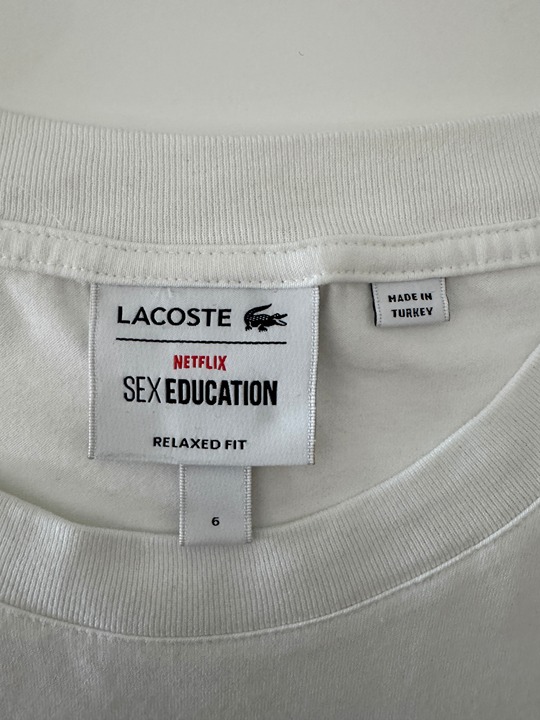 LACOSTE
NETFLIX
SEX EDUCATION
RELAXED FIT
6
MADE IN
TURKEY